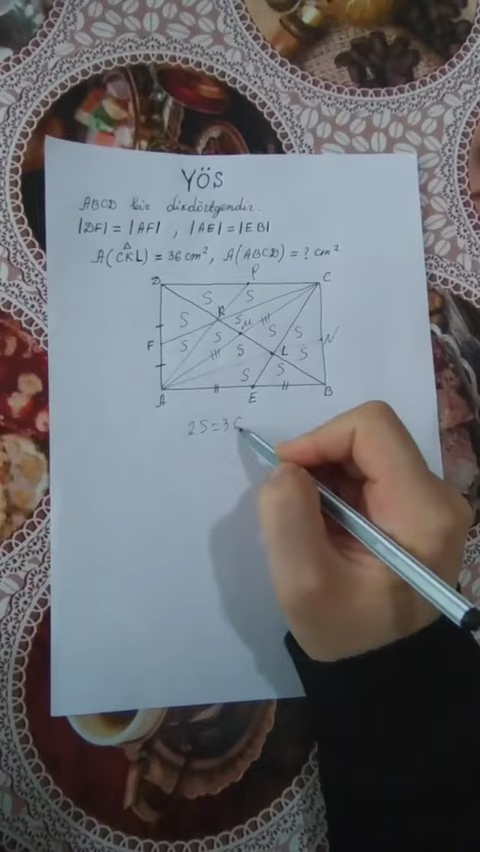 YÖS
ABCD bir dikdörtgendir.
|DF| = |AF| , |AE| = |EB|
A(CKL) = 36 cm², A(ABCD) = ? cm²
D P C
S S
K
S S M S
F S S S L S N
S S
A E B
2S=36